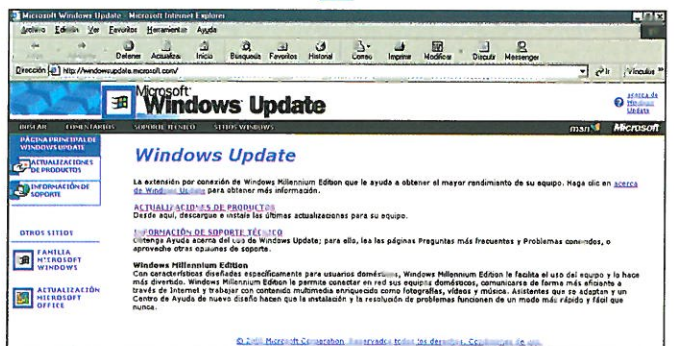 Microsoft Windows Update - Microsoft Internet Explorer
Archivo Edición Ver Favoritos Herramientas Ayuda
Detener Actualizar Inicio Búsqueda Favoritos Historial Correo Imprimir Modificar Discutir Messenger
Dirección http://windowsupdate.microsoft.com/ Ir Vínculos
Microsoft
Windows Update
acerca de Windows Update
BUSCAR COMENTARIOS SOPORTE TÉCNICO SITIOS WINDOWS msn Microsoft
PÁGINA PRINCIPAL DE
WINDOWS UPDATE
ACTUALIZACIONES
DE PRODUCTOS
INFORMACIÓN DE
SOPORTE
OTROS SITIOS
FAMILIA
MICROSOFT
WINDOWS
ACTUALIZACIÓN
MICROSOFT
OFFICE
Windows Update
La extensión por conexión de Windows Millennium Edition que le ayuda a obtener el mayor rendimiento de su equipo. Haga clic en acerca
de Windows Update para obtener más información.
ACTUALIZACIONES DE PRODUCTOS
Desde aquí, descargue e instale las últimas actualizaciones para su equipo.
INFORMACIÓN DE SOPORTE TÉCNICO
Obtenga Ayuda acerca del uso de Windows Update; para ello, lea las páginas Preguntas más frecuentes y Problemas conocidos, o
aproveche otras opciones de soporte.
Windows Millennium Edition
Con características diseñadas específicamente para usuarios domésticos, Windows Millennium Edition le facilita el uso del equipo y lo hace
más divertido. Windows Millennium Edition le permite conectar en red sus equipos domésticos, comunicarse de forma más eficiente a
través de Internet y trabajar con contenido multimedia enriquecido como fotografías, vídeos y música. Asistentes que se adaptan y un
Centro de Ayuda de nuevo diseño hacen que la instalación y la resolución de problemas funcionen de un modo más rápido y fácil que
nunca.
Microsoft Corporation. Reservados todos los derechos. Condiciones de uso.